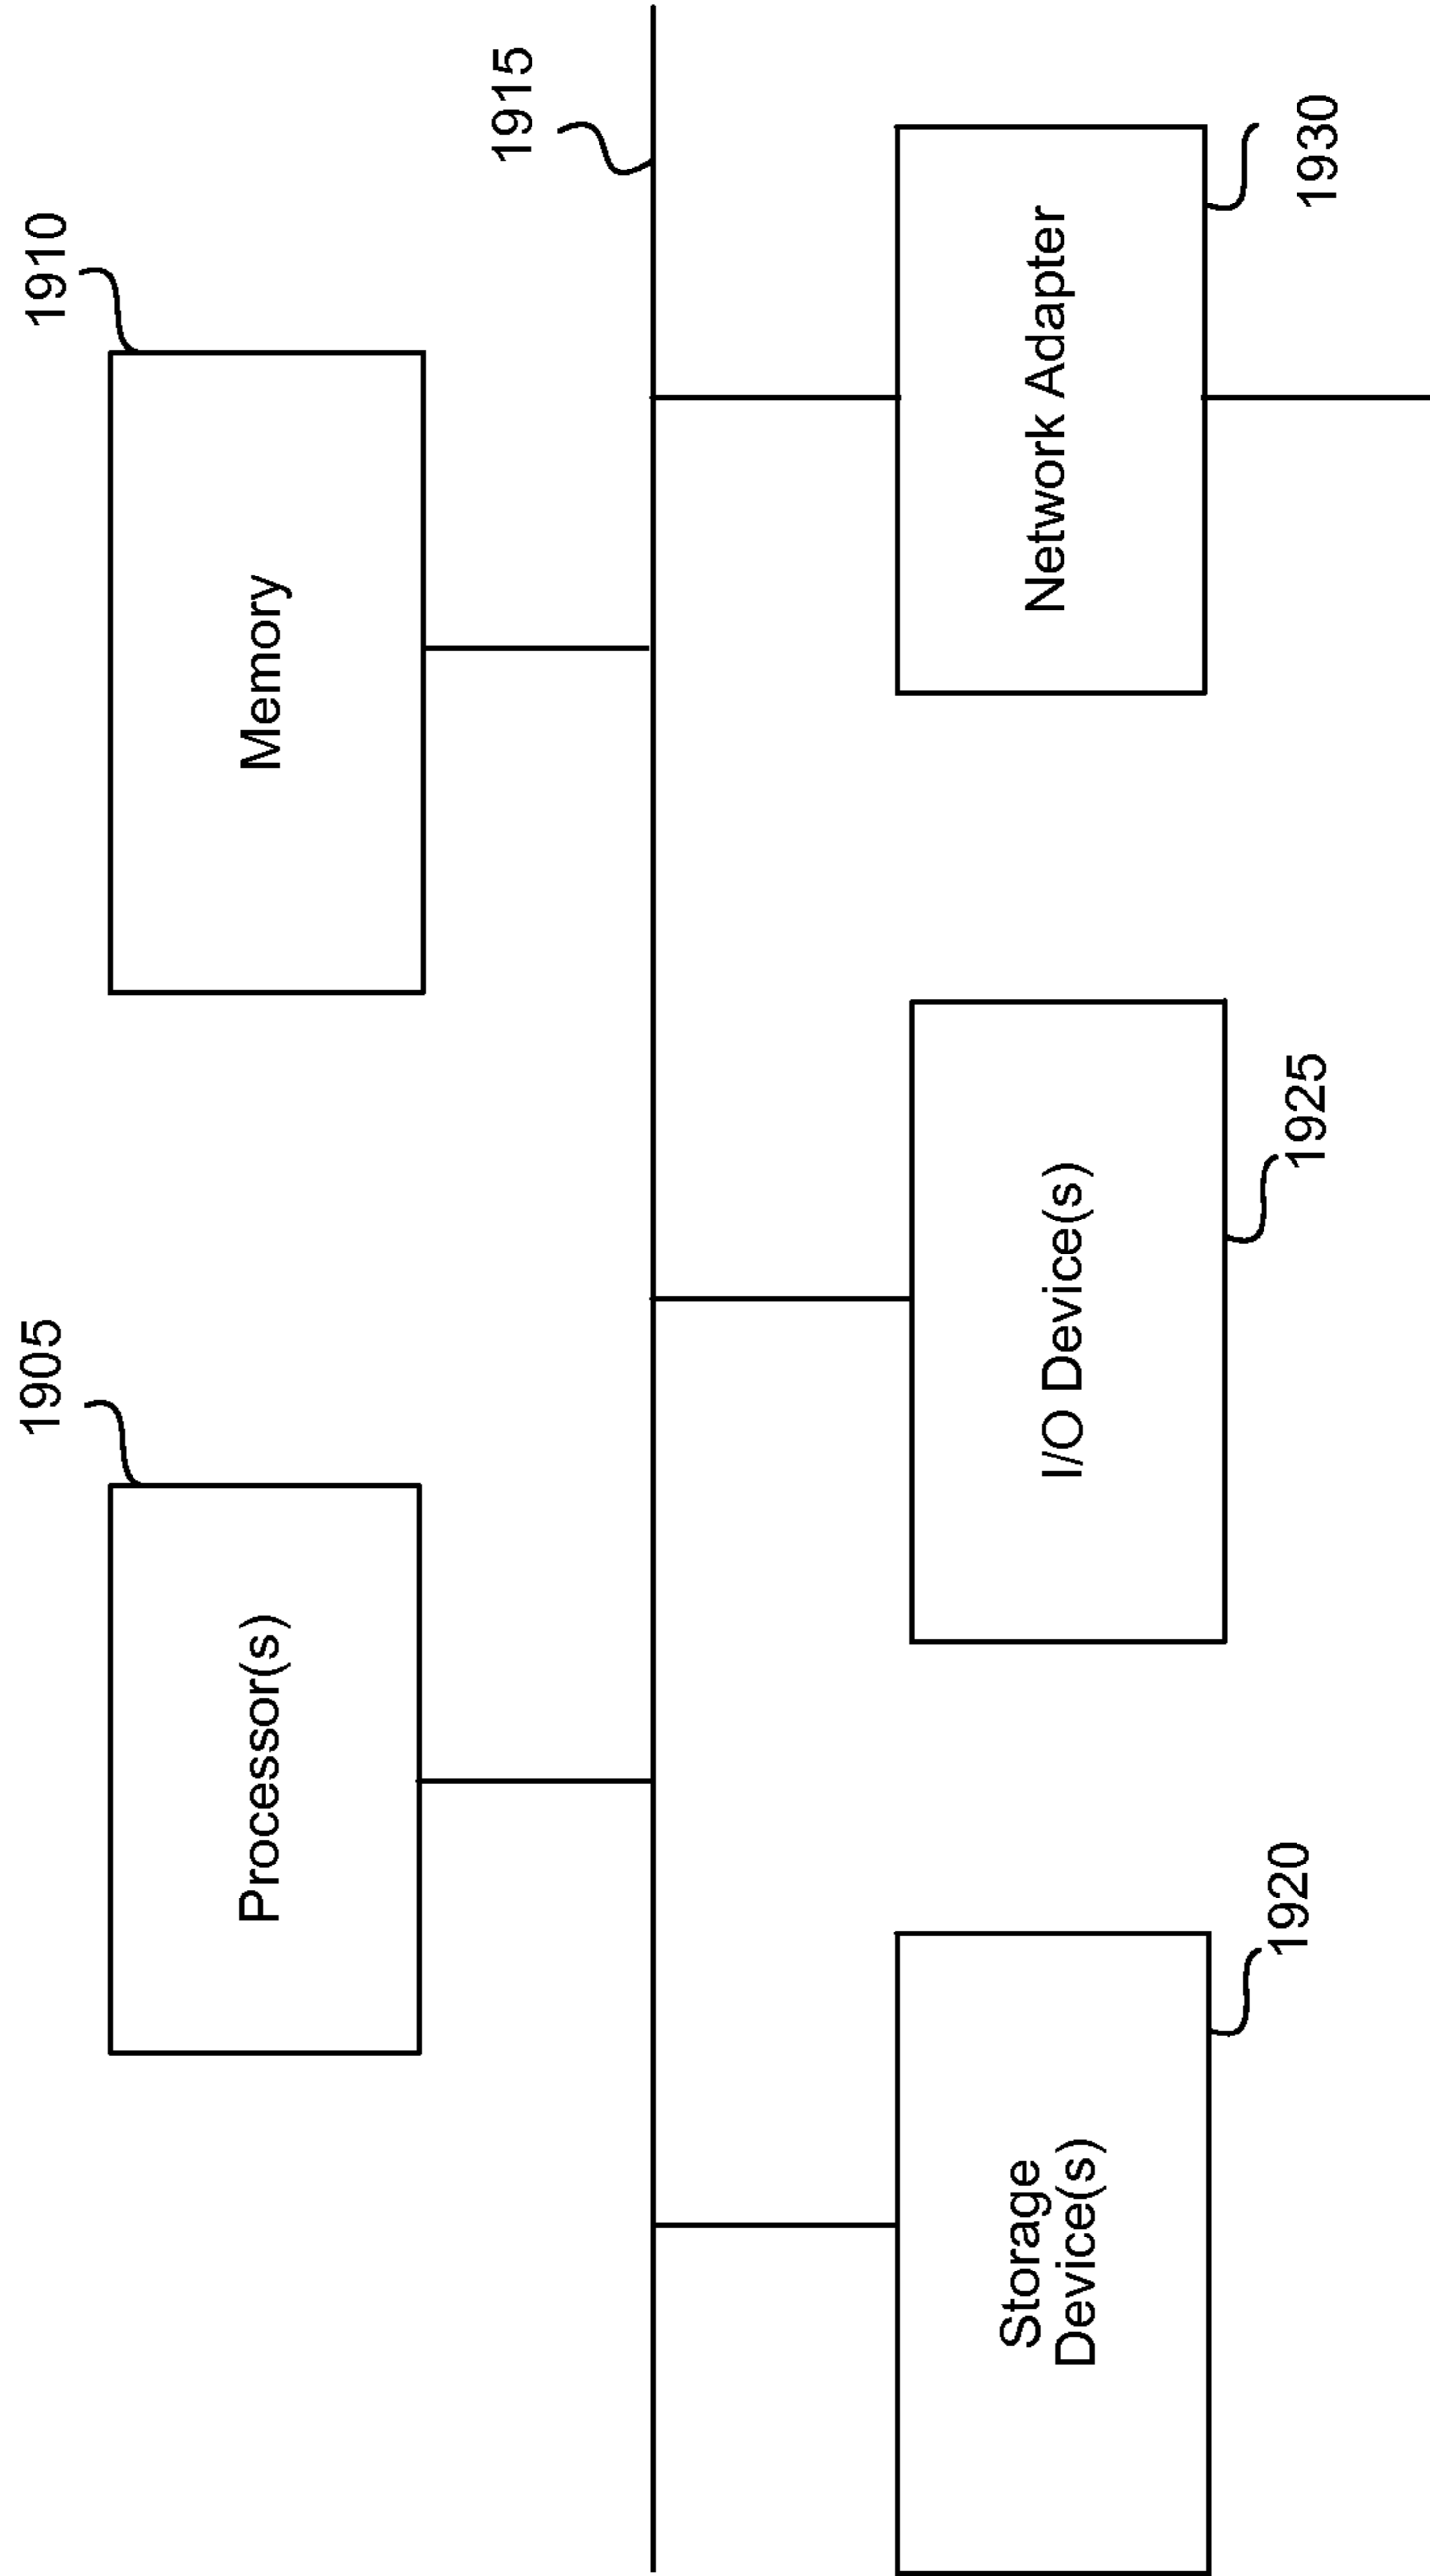 1905
1910
Processor(s)
Memory
1915
Storage
Device(s)
I/O Device(s)
Network Adapter
1920
1925
1930